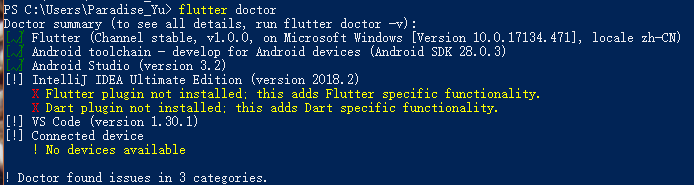 PS C:\Users\Paradise_Yu> flutter doctor
Doctor summary (to see all details, run flutter doctor -v):
[√] Flutter (Channel stable, v1.0.0, on Microsoft Windows [Version 10.0.17134.471], locale zh-CN)
[√] Android toolchain - develop for Android devices (Android SDK 28.0.3)
[√] Android Studio (version 3.2)
[!] IntelliJ IDEA Ultimate Edition (version 2018.2)
X Flutter plugin not installed; this adds Flutter specific functionality.
X Dart plugin not installed; this adds Dart specific functionality.
[!] VS Code (version 1.30.1)
[!] Connected device
! No devices available
! Doctor found issues in 3 categories.